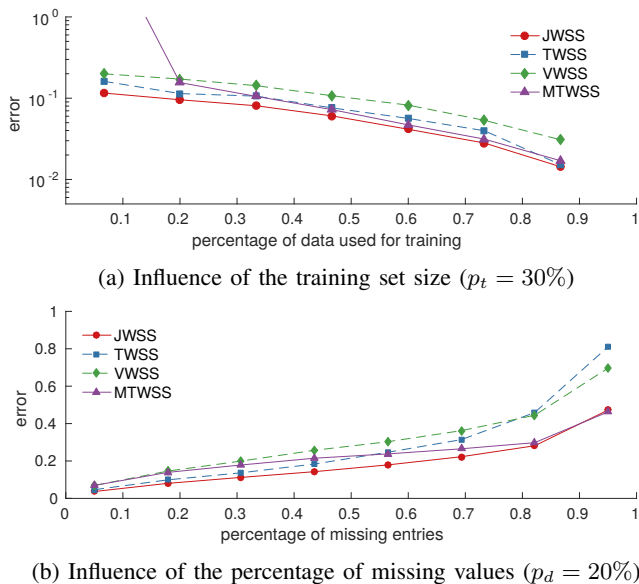 10^0
10^-1
10^-2
error
JWSS
TWSS
VWSS
MTWSS
0.1 0.2 0.3 0.4 0.5 0.6 0.7 0.8 0.9 1
percentage of data used for training
(a) Influence of the training set size (p_t = 30%)
1
0.8
0.6
0.4
0.2
0
error
JWSS
TWSS
VWSS
MTWSS
0 0.1 0.2 0.3 0.4 0.5 0.6 0.7 0.8 0.9 1
percentage of missing entries
(b) Influence of the percentage of missing values (p_d = 20%)